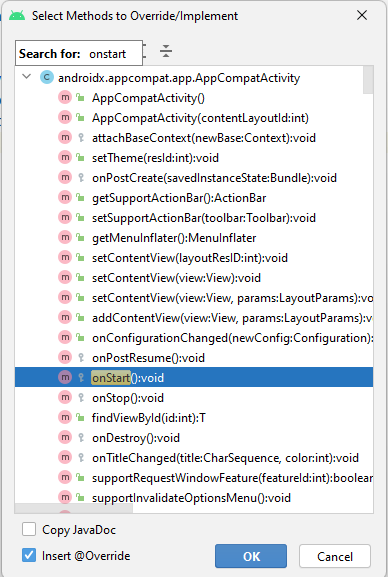 Select Methods to Override/Implement
Search for: onstart
androidx.appcompat.app.AppCompatActivity
AppCompatActivity()
AppCompatActivity(contentLayoutId:int)
attachBaseContext(newBase:Context):void
setTheme(resId:int):void
onPostCreate(savedInstanceState:Bundle):void
getSupportActionBar():ActionBar
setSupportActionBar(toolbar:Toolbar):void
getMenuInflater():MenuInflater
setContentView(layoutResID:int):void
setContentView(view:View):void
setContentView(view:View, params:LayoutParams):vo
addContentView(view:View, params:LayoutParams):vo
onConfigurationChanged(newConfig:Configuration):
onPostResume():void
onStart():void
onStop():void
findViewById(id:int):T
onDestroy():void
onTitleChanged(title:CharSequence, color:int):void
supportRequestWindowFeature(featureId:int):boolean
supportInvalidateOptionsMenu():void
Copy JavaDoc
Insert @Override
OK
Cancel